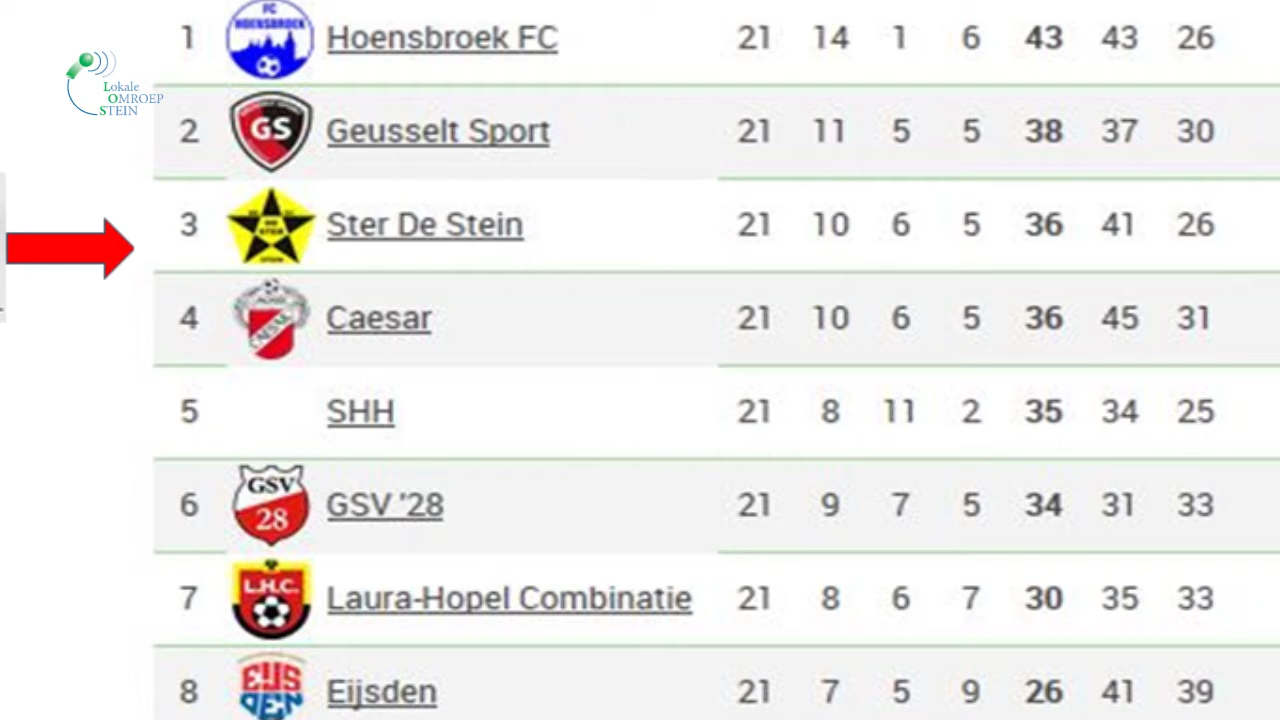 Lokale
OMROEP
STEIN
1 FC HOENSBROEK Hoensbroek FC 21 14 1 6 43 43 26
2 GS Geusselt Sport 21 11 5 5 38 37 30
3 Ster De Stein 21 10 6 5 36 41 26
4 CAESAR Caesar 21 10 6 5 36 45 31
5 SHH 21 8 11 2 35 34 25
6 GSV 28 GSV '28 21 9 7 5 34 31 33
7 L.H.C. Laura-Hopel Combinatie 21 8 6 7 30 35 33
8 EIJSDEN Eijsden 21 7 5 9 26 41 39